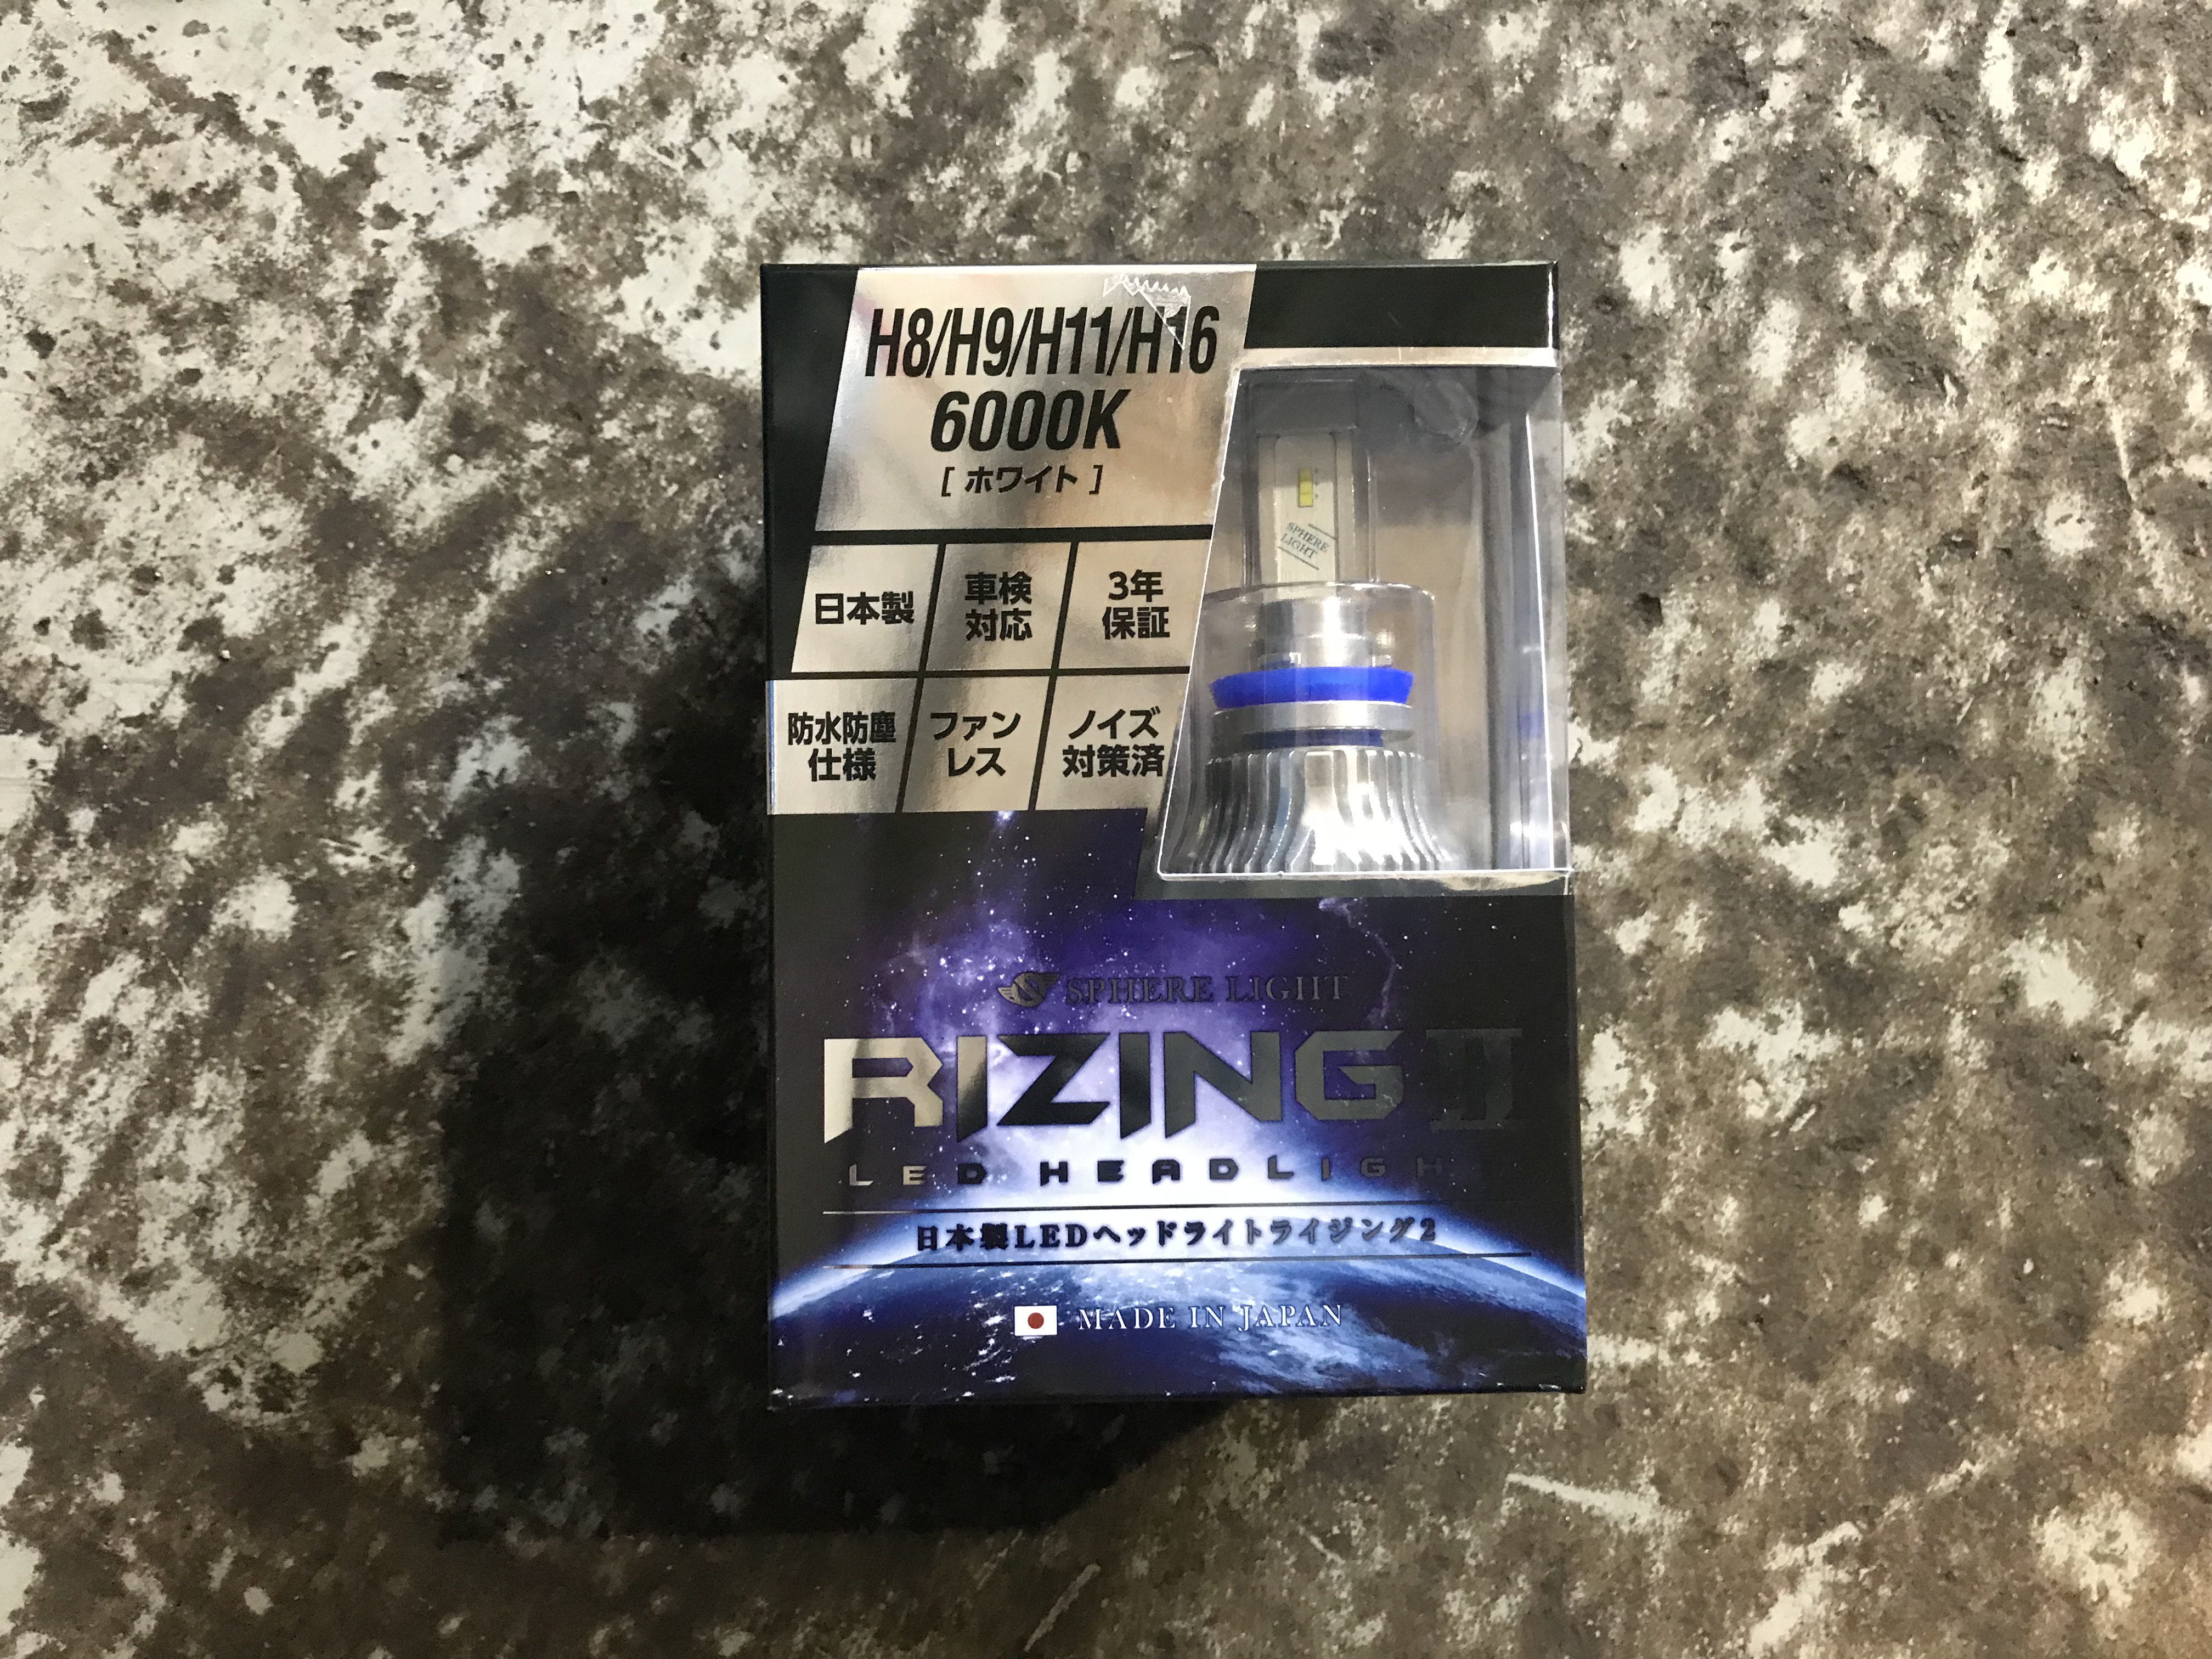 H8/H9/H11/H16
6000K
[ ホワイト ]
日本製
車検
対応
3年
保証
防水防塵
仕様
ファン
レス
ノイズ
対策済
SPHERE
LIGHT
SPHERE LIGHT
RIZING II
LED HEADLIGH
日本製LEDヘッドライトライジング2
MADE IN JAPAN